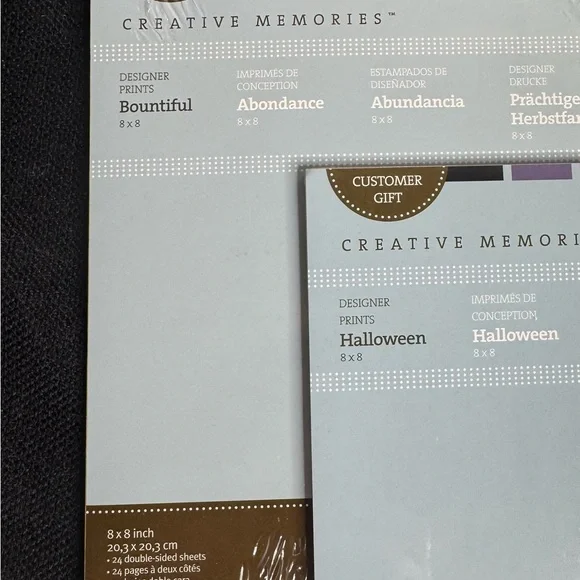 CREATIVE MEMORIES™
DESIGNER
PRINTS
Bountiful
8 x 8
IMPRIMÉS DE
CONCEPTION
Abondance
8 x 8
ESTAMPADOS DE
DISEÑADOR
Abundancia
8 x 8
DESIGNER
DRUCKE
Prächtige
Herbstfar
8 x 8
CUSTOMER
GIFT
CREATIVE MEMORI
DESIGNER
PRINTS
Halloween
8 x 8
IMPRIMÉS DE
CONCEPTION
Halloween
8 x 8
8 x 8 inch
20,3 x 20,3 cm
• 24 double-sided sheets
• 24 pages à deux côtés